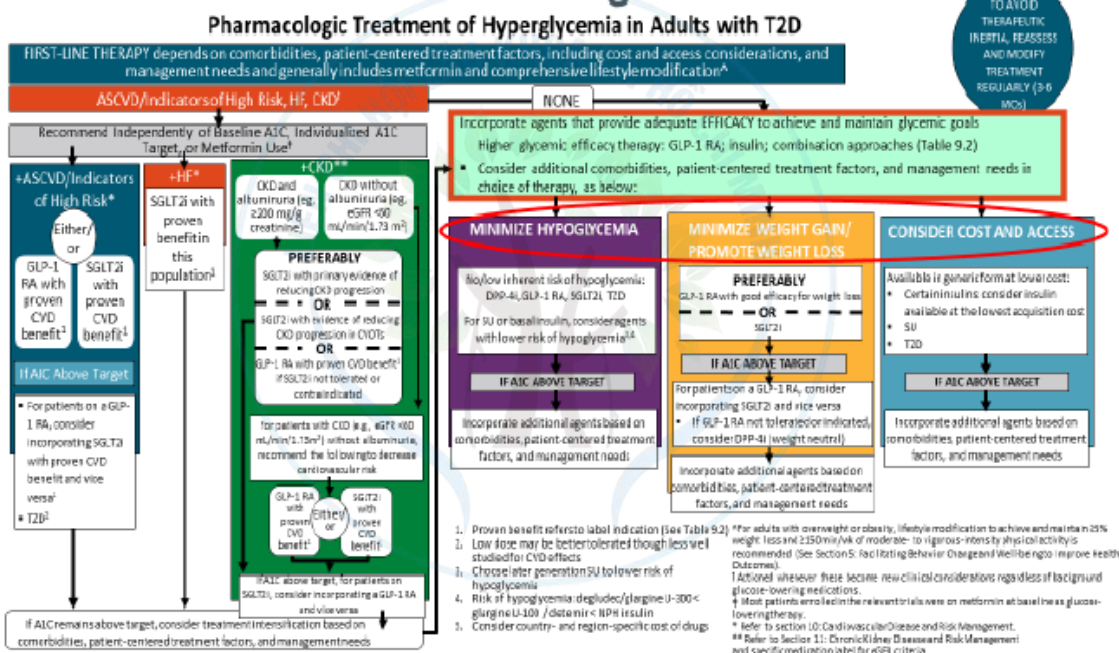 TO AVOID
THERAPEUTIC
INERTIA, REASSESS
AND MODIFY
TREATMENT
REGULARLY (3-6
MOs)
Pharmacologic Treatment of Hyperglycemia in Adults with T2D
FIRST-LINE THERAPY depends on comorbidities, patient-centered treatment factors, including cost and access considerations, and
management needs and generally includes metformin and comprehensive lifestyle modification^
ASCVD/Indicators of High Risk, HF, CKD†
NONE
Recommend Independently of Baseline A1C, Individualized A1C
Target, or Metformin Use‡
Incorporate agents that provide adequate EFFICACY to achieve and maintain glycemic goals
Higher glycemic efficacy therapy: GLP-1 RA; insulin; combination approaches (Table 9.2)
▪ Consider additional comorbidities, patient-centered treatment factors, and management needs in
choice of therapy, as below:
+ASCVD/Indicators
of High Risk*
Either/
or
GLP-1
RA with
proven
CVD
benefit1
SGLT2i
with
proven
CVD
benefit1
If A1C Above Target
▪ For patients on a GLP-
1 RA, consider
incorporating SGLT2i
with proven CVD
benefit and vice
versa1
▪ T2D2
+HF*
SGLT2i with
proven
benefit in
this
population1
+CKD**
CKD and
albuminuria (eg,
≥200 mg/g
creatinine)
CKD without
albuminuria (eg,
eGFR <60
mL/min/1.73 m2)
PREFERABLY
SGLT2i with primary evidence of
reducing CKD progression
OR
SGLT2i with evidence of reducing
CKD progression in CVOTs
OR
GLP-1 RA with proven CVD benefit1
if SGLT2i not tolerated or
contraindicated
For patients with CKD (e.g., eGFR <60
mL/min/1.73m2) without albuminuria,
recommend the following to decrease
cardiovascular risk
GLP-1 RA
with
proven
CVD
benefit1
Either/
or
SGLT2i
with
proven
CVD
benefit
If A1C above target, for patients on
SGLT2i, consider incorporating a GLP-1 RA
and vice versa
If A1C remains above target, consider treatment intensification based on
comorbidities, patient-centered treatment factors, and management needs
MINIMIZE HYPOGLYCEMIA
No/low inherent risk of hypoglycemia:
DPP-4i, GLP-1 RA, SGLT2i, T2D
For SU or basal insulin, consider agents
with lower risk of hypoglycemia3,4
IF A1C ABOVE TARGET
Incorporate additional agents based on
comorbidities, patient-centered treatment
factors, and management needs
MINIMIZE WEIGHT GAIN/
PROMOTE WEIGHT LOSS
PREFERABLY
GLP-1 RA with good efficacy for weight loss
OR
SGLT2i
IF A1C ABOVE TARGET
For patients on a GLP-1 RA, consider
incorporating SGLT2i and vice versa
▪ If GLP-1 RA not tolerated or indicated,
consider DPP-4i (weight neutral)
Incorporate additional agents based on
comorbidities, patient-centered treatment
factors, and management needs
CONSIDER COST AND ACCESS
Available in generic format at lower cost:
▪ Certain insulins: consider insulin
available at the lowest acquisition cost
▪ SU
▪ T2D
IF A1C ABOVE TARGET
Incorporate additional agents based on
comorbidities, patient-centered treatment
factors, and management needs
1. Proven benefit refers to label indication (See Table 9.2)
2. Low dose may be better tolerated though less well
studied for CVD effects
3. Choose later generation SU to lower risk of
hypoglycemia
4. Risk of hypoglycemia: degludec/glargine U-300 <
glargine U-100 / detemir < NPH insulin
5. Consider country- and region-specific cost of drugs
^For adults with overweight or obesity, lifestyle modification to achieve and maintain ≥5%
weight loss and ≥150 min/wk of moderate- to vigorous-intensity physical activity is
recommended (See Section 5: Facilitating Behavior Change and Well-being to Improve Health
Outcomes).
† Actioned whenever these become new clinical considerations regardless of background
glucose-lowering medications.
‡ Most patients enrolled in the relevant trials were on metformin at baseline as glucose-
lowering therapy.
* Refer to section 10: Cardiovascular Disease and Risk Management.
** Refer to Section 11: Chronic Kidney Disease and Risk Management
and specific medication label for eGFR criteria